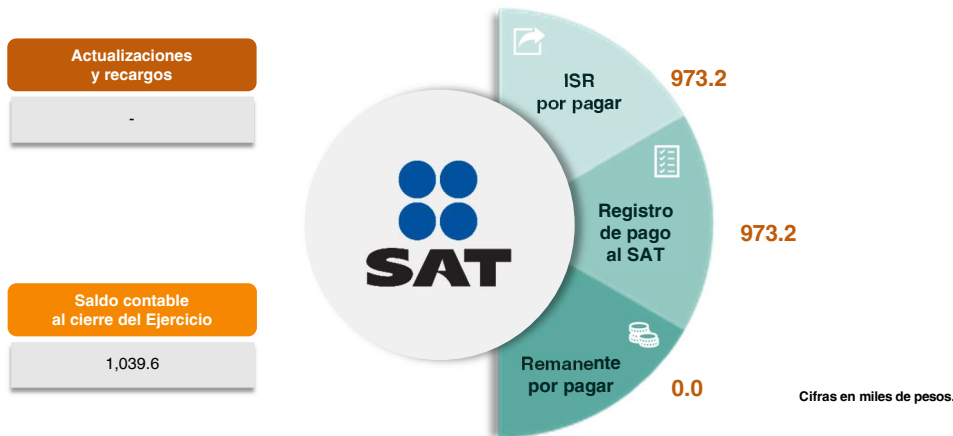 Actualizaciones
y recargos
-
Saldo contable
al cierre del Ejercicio
1,039.6
SAT
ISR
por pagar
973.2
Registro
de pago
al SAT
973.2
Remanente
por pagar
0.0
Cifras en miles de pesos.